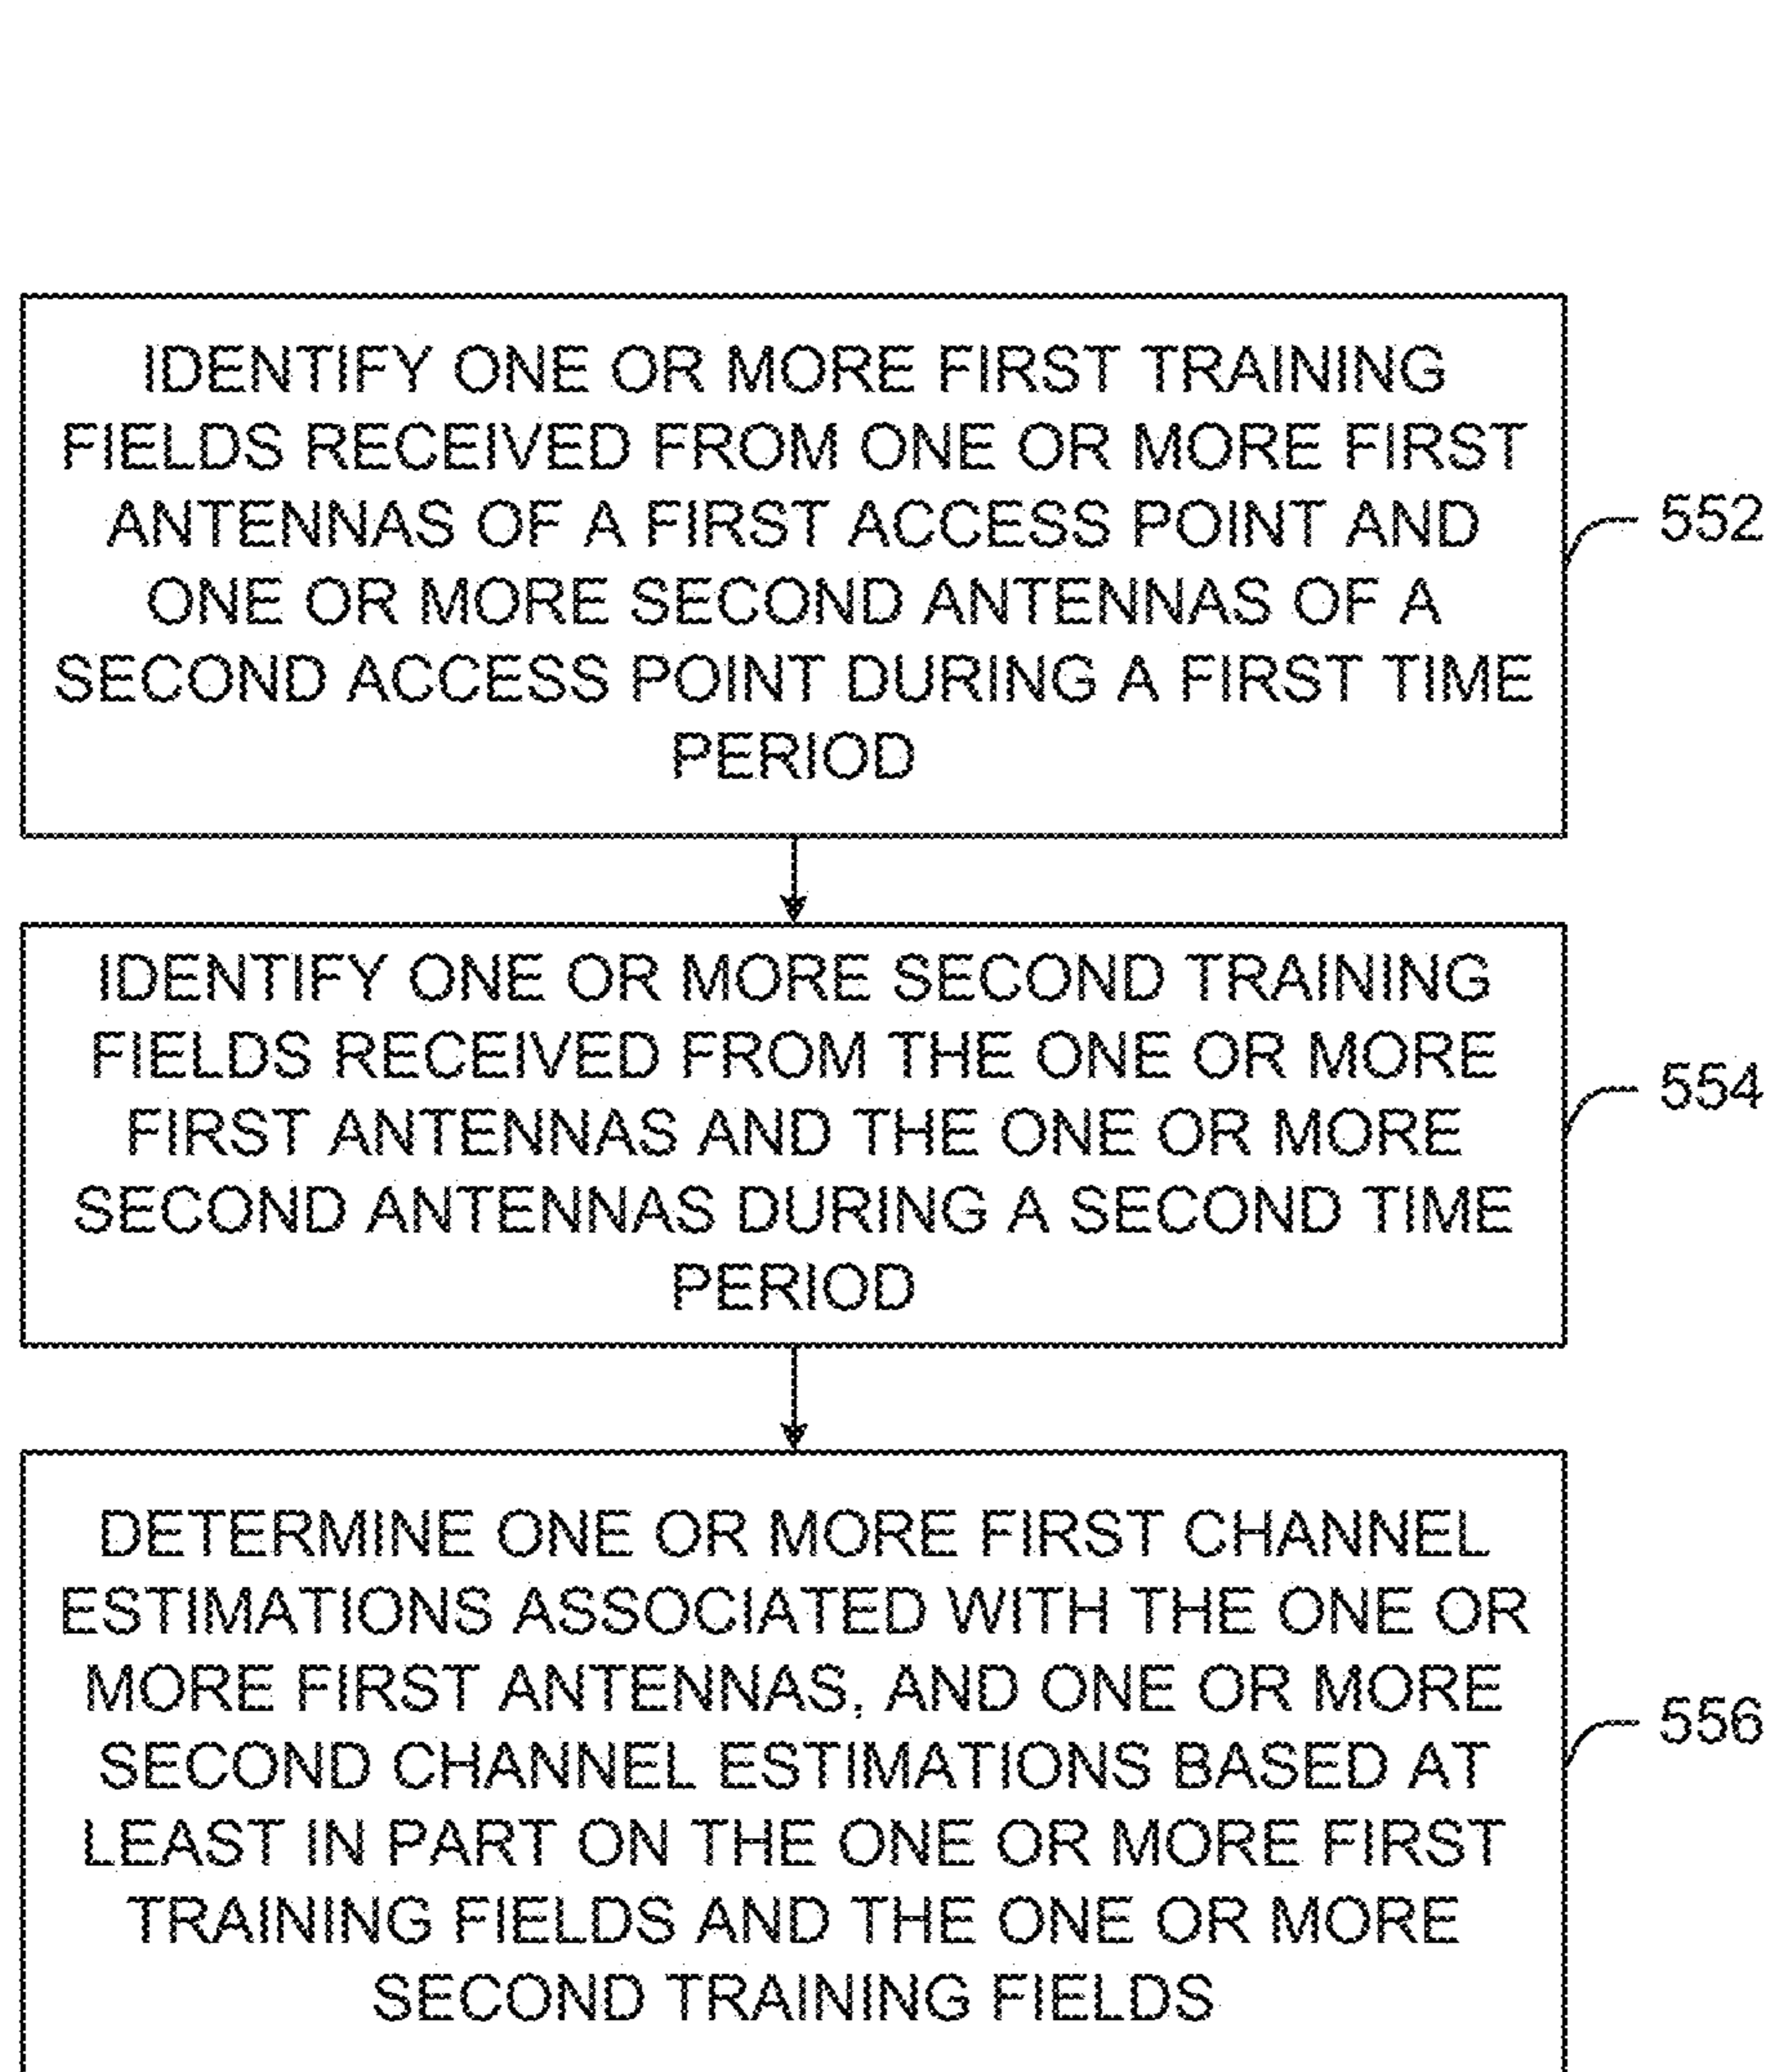 IDENTIFY ONE OR MORE FIRST TRAINING
FIELDS RECEIVED FROM ONE OR MORE FIRST
ANTENNAS OF A FIRST ACCESS POINT AND
ONE OR MORE SECOND ANTENNAS OF A
SECOND ACCESS POINT DURING A FIRST TIME
PERIOD
552
IDENTIFY ONE OR MORE SECOND TRAINING
FIELDS RECEIVED FROM THE ONE OR MORE
FIRST ANTENNAS AND THE ONE OR MORE
SECOND ANTENNAS DURING A SECOND TIME
PERIOD
554
DETERMINE ONE OR MORE FIRST CHANNEL
ESTIMATIONS ASSOCIATED WITH THE ONE OR
MORE FIRST ANTENNAS, AND ONE OR MORE
SECOND CHANNEL ESTIMATIONS BASED AT
LEAST IN PART ON THE ONE OR MORE FIRST
TRAINING FIELDS AND THE ONE OR MORE
SECOND TRAINING FIELDS
556